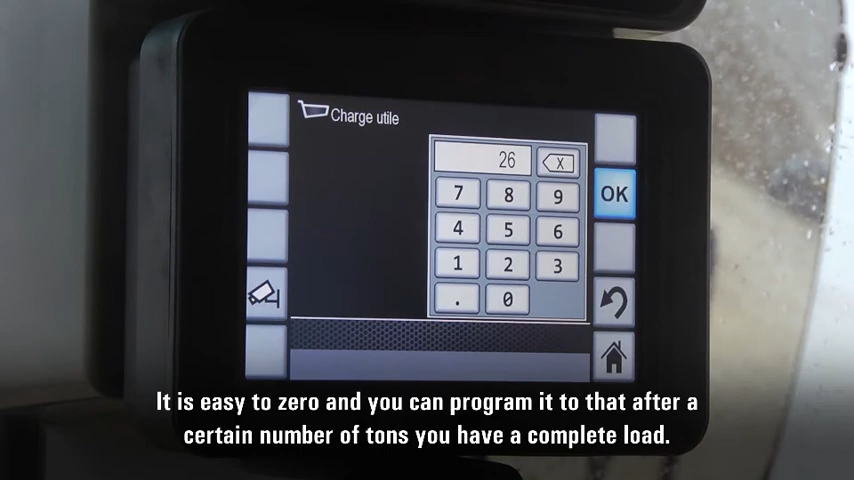 Charge utile
26 X
7 8 9
OK
4 5 6
1 2 3
. 0
It is easy to zero and you can program it to that after a
certain number of tons you have a complete load.